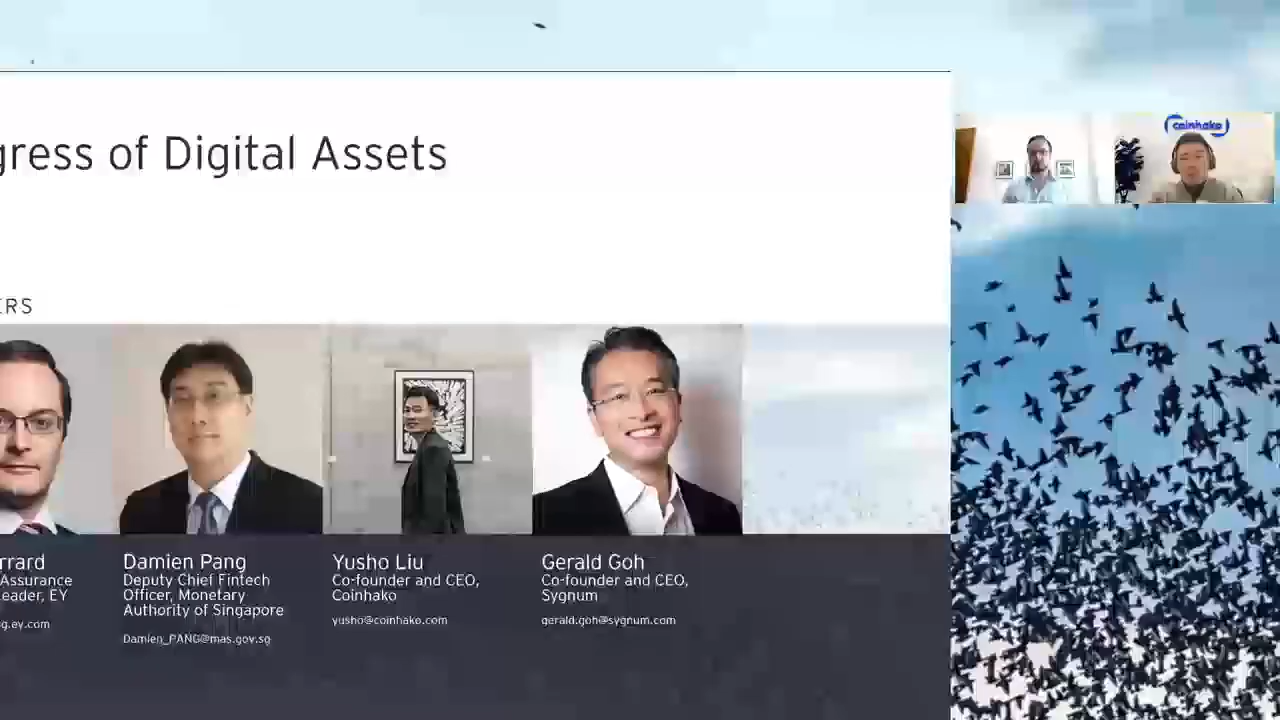 gress of Digital Assets
coinhako
ERS
rrard
Assurance
eader, EY
g.ey.com
Damien Pang
Deputy Chief Fintech
Officer, Monetary
Authority of Singapore
Damien_PANG@mas.gov.sg
Yusho Liu
Co-founder and CEO,
Coinhako
yusho@coinhako.com
Gerald Goh
Co-founder and CEO,
Sygnum
gerald.goh@sygnum.com